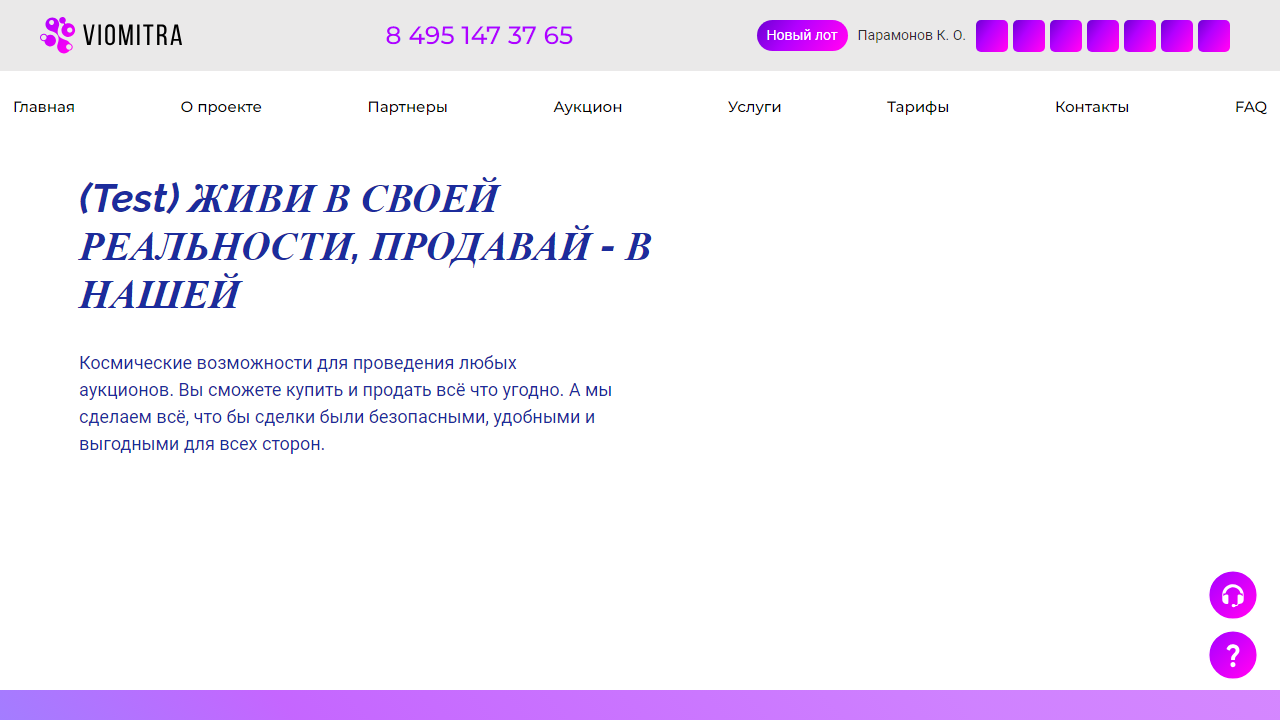 VIOMITRA
8 495 147 37 65
Новый лот
Парамонов К. О.
Главная
О проекте
Партнеры
Аукцион
Услуги
Тарифы
Контакты
FAQ
(Test) ЖИВИ В СВОЕЙ
РЕАЛЬНОСТИ, ПРОДАВАЙ - В
НАШЕЙ
Космические возможности для проведения любых
аукционов. Вы сможете купить и продать всё что угодно. А мы
сделаем всё, что бы сделки были безопасными, удобными и
выгодными для всех сторон.
?